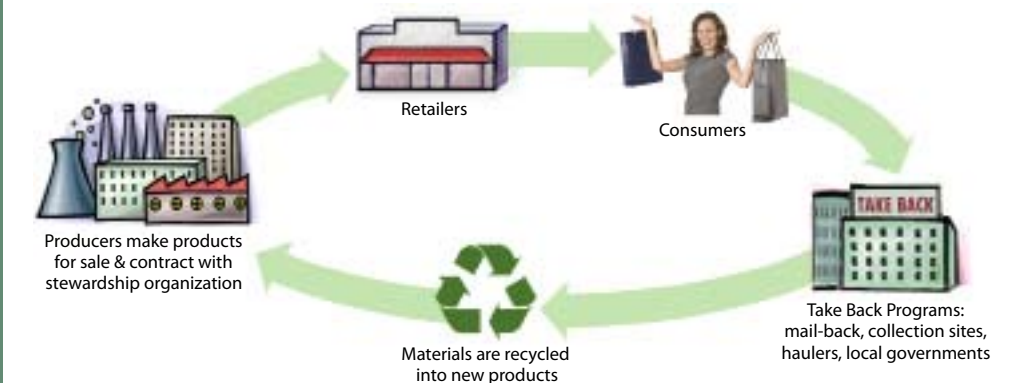 Retailers
Consumers
TAKE BACK
Producers make products
for sale & contract with
stewardship organization
Take Back Programs:
mail-back, collection sites,
haulers, local governments
Materials are recycled
into new products